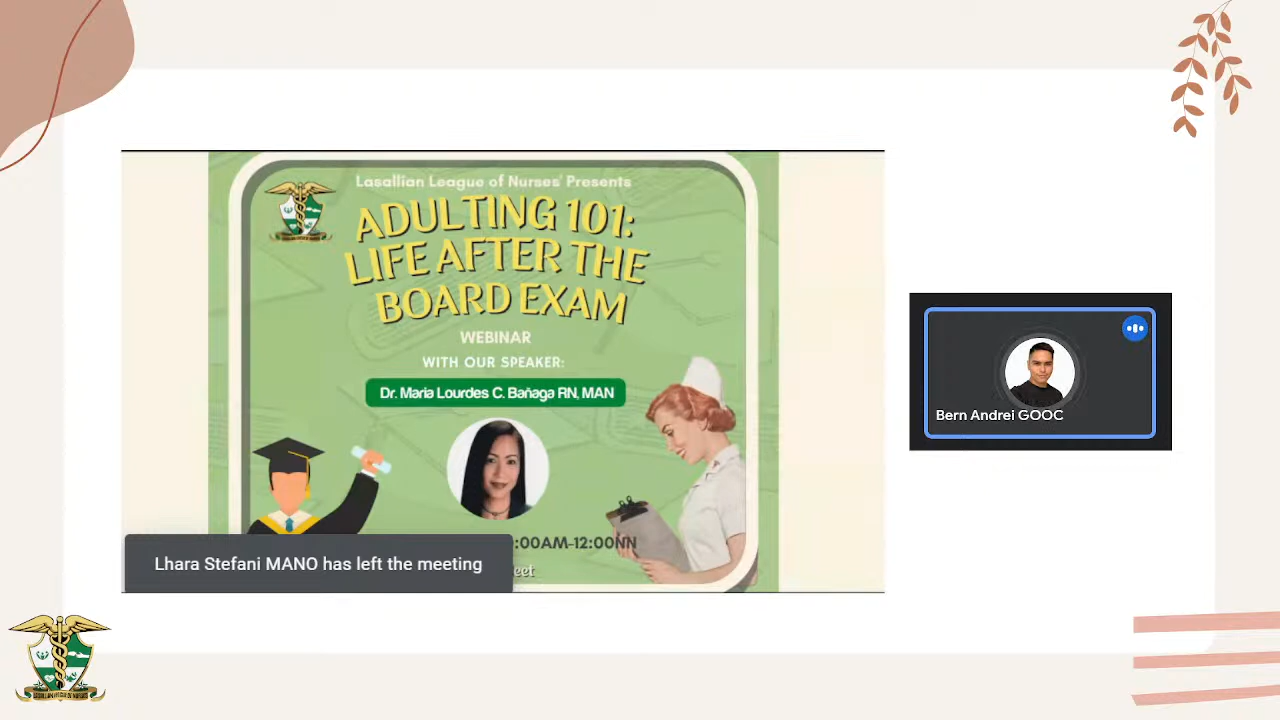 Lasallian League of Nurses' Presents
ADULTING 101:
LIFE AFTER THE
BOARD EXAM
WEBINAR
WITH OUR SPEAKER:
Dr. Maria Lourdes C. Bañaga RN, MAN
:00AM-12:00NN
eet
Lhara Stefani MANO has left the meeting
Bern Andrei GOOC